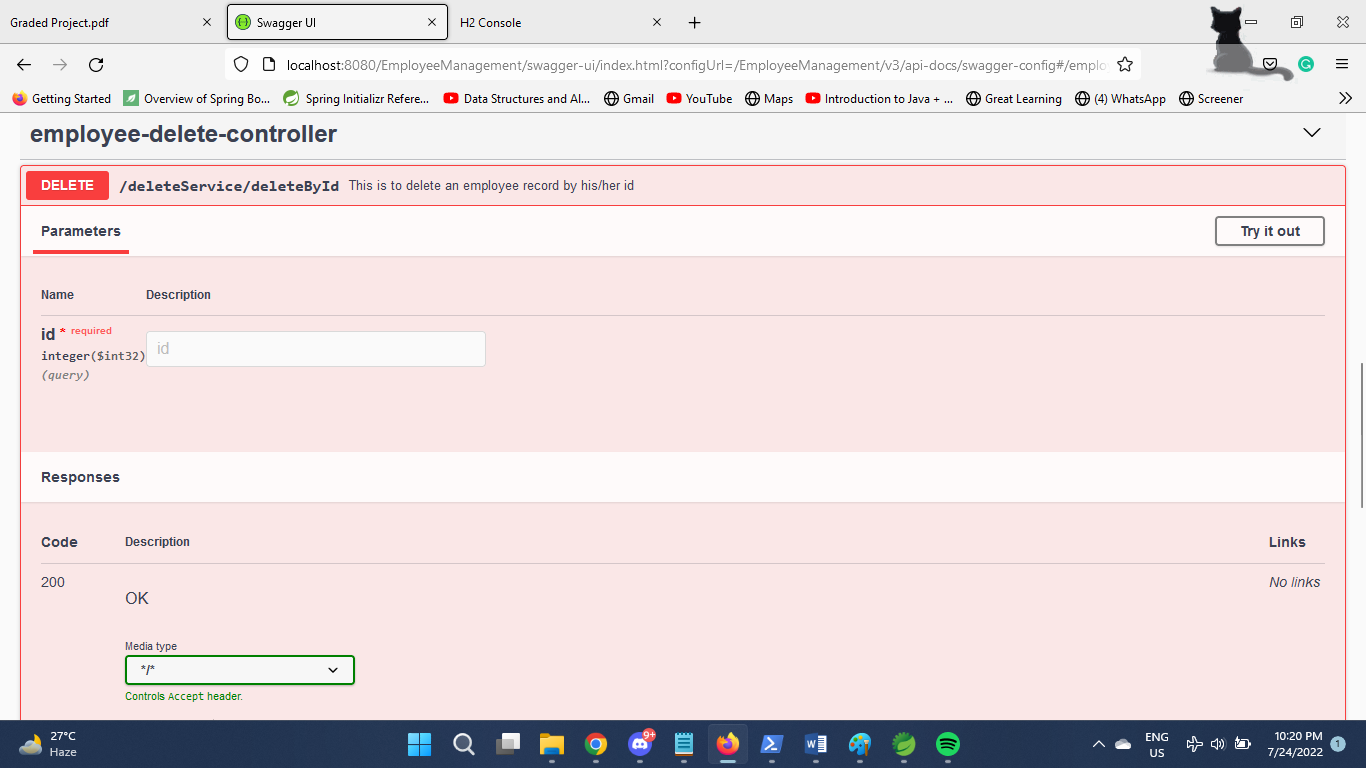 Graded Project.pdf
Swagger UI
H2 Console
localhost:8080/EmployeeManagement/swagger-ui/index.html?configUrl=/EmployeeManagement/v3/api-docs/swagger-config#/emplo
Getting Started
Overview of Spring Bo...
Spring Initializr Refere...
Data Structures and Al...
Gmail
YouTube
Maps
Introduction to Java + ...
Great Learning
(4) WhatsApp
Screener
employee-delete-controller
DELETE /deleteService/deleteById This is to delete an employee record by his/her id
Parameters
Try it out
Name Description
id * required
id
integer($int32)
(query)
Responses
Code Description Links
200
No links
OK
Media type
*/*
Controls Accept header.
27°C
Haze
9+
ENG
US
10:20 PM
7/24/2022
1